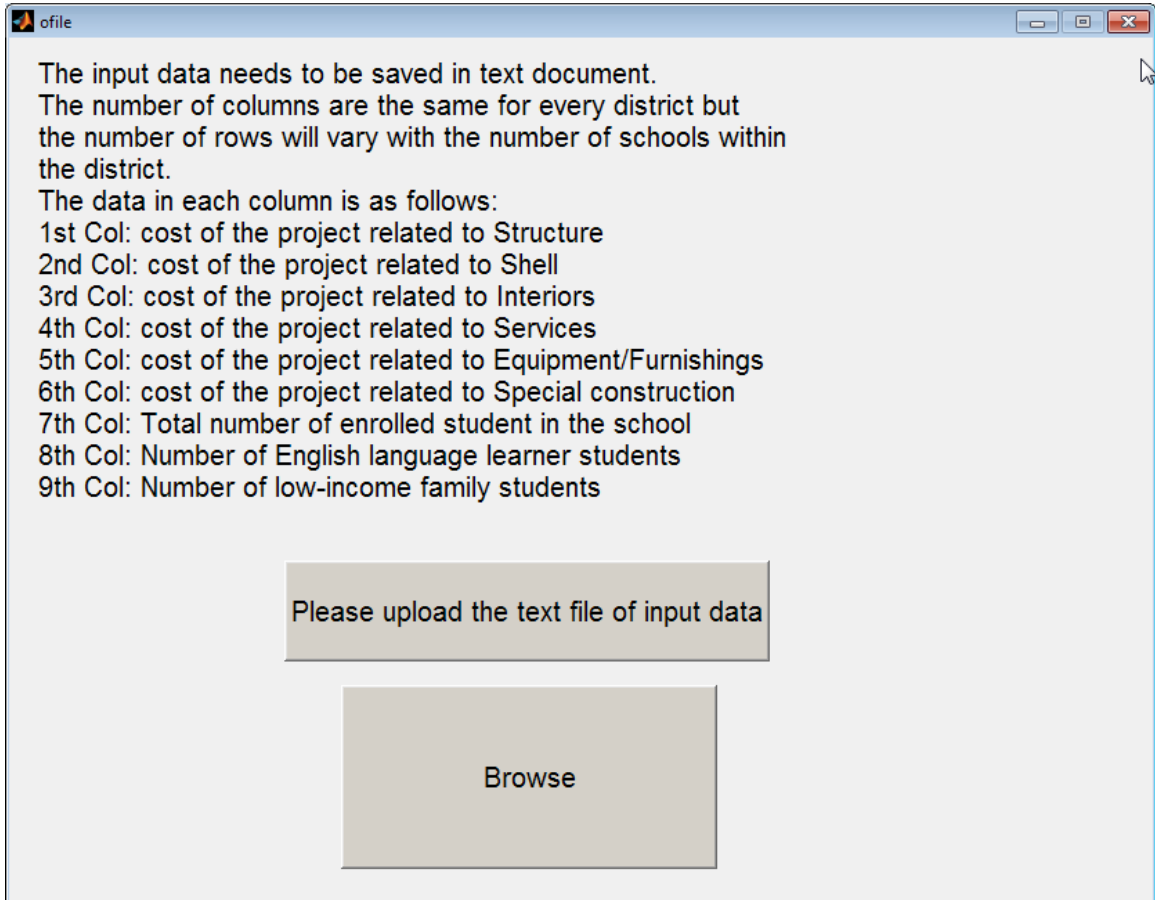 ofile
The input data needs to be saved in text document.
The number of columns are the same for every district but
the number of rows will vary with the number of schools within
the district.
The data in each column is as follows:
1st Col: cost of the project related to Structure
2nd Col: cost of the project related to Shell
3rd Col: cost of the project related to Interiors
4th Col: cost of the project related to Services
5th Col: cost of the project related to Equipment/Furnishings
6th Col: cost of the project related to Special construction
7th Col: Total number of enrolled student in the school
8th Col: Number of English language learner students
9th Col: Number of low-income family students
Please upload the text file of input data
Browse